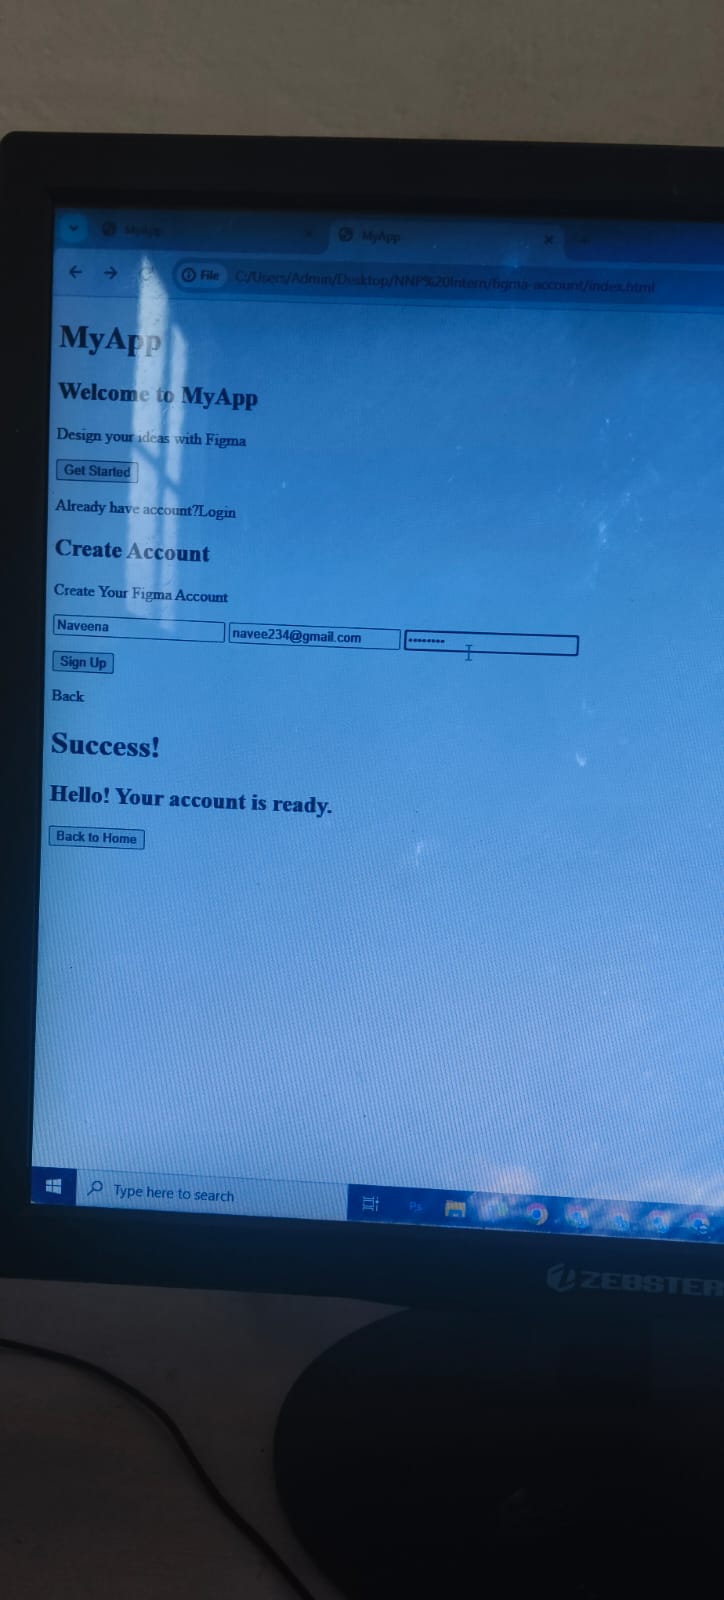 MyApp
MyApp
File C:/Users/Admin/Desktop/NNP%20Intern/figma-account/index.html
MyApp
Welcome to MyApp
Design your ideas with Figma
Get Started
Already have account?Login
Create Account
Create Your Figma Account
Naveena navee234@gmail.com ••••••••
Sign Up
Back
Success!
Hello! Your account is ready.
Back to Home
Type here to search
Ps